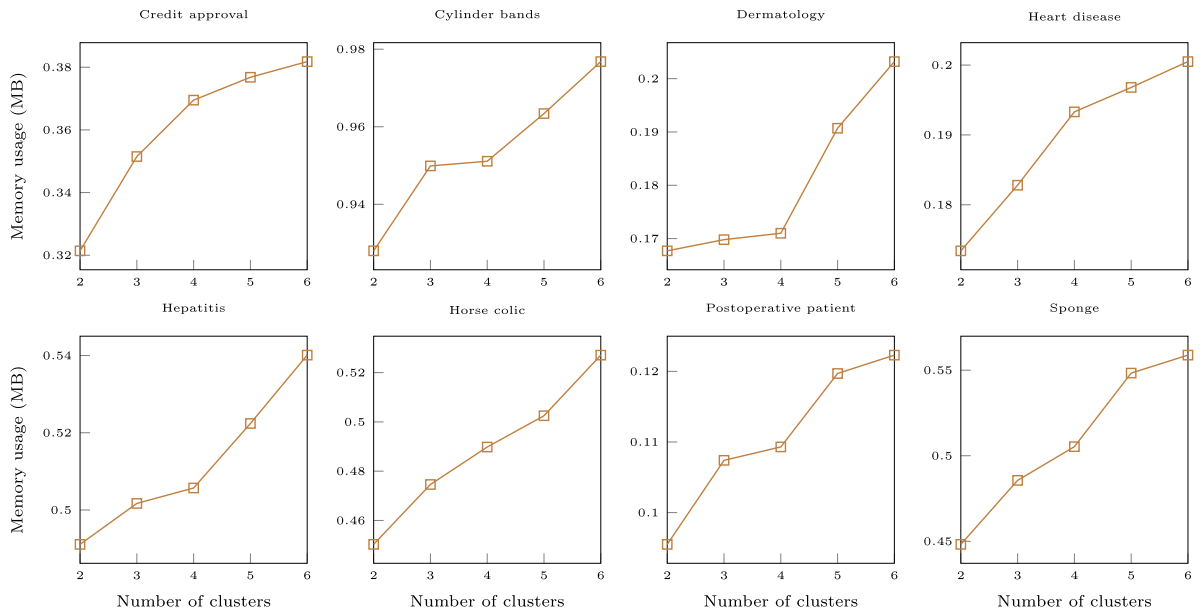 Credit approval
Cylinder bands
Dermatology
Heart disease
Memory usage (MB)
0.38
0.36
0.34
0.32
2 3 4 5 6
0.98
0.96
0.94
2 3 4 5 6
0.2
0.19
0.18
0.17
2 3 4 5 6
0.2
0.19
0.18
2 3 4 5 6
Hepatitis
Horse colic
Postoperative patient
Sponge
Memory usage (MB)
0.54
0.52
0.5
2 3 4 5 6
Number of clusters
0.52
0.5
0.48
0.46
2 3 4 5 6
Number of clusters
0.12
0.11
0.1
2 3 4 5 6
Number of clusters
0.55
0.5
0.45
2 3 4 5 6
Number of clusters